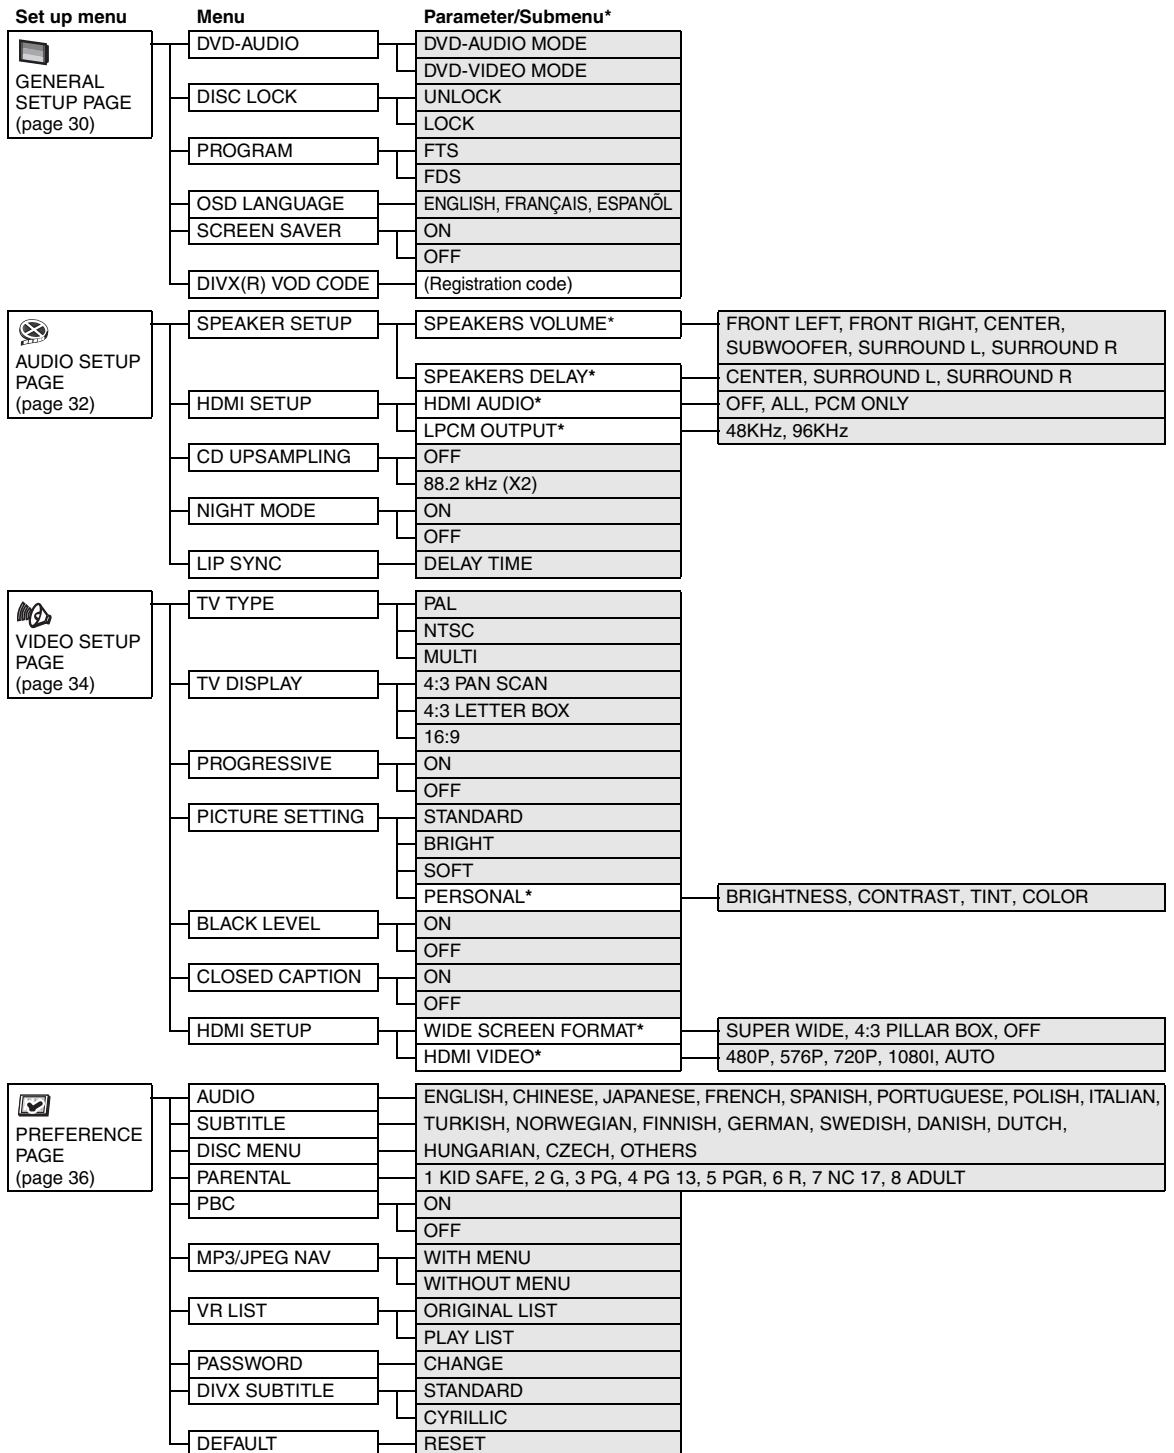 Set up menu Menu Parameter/Submenu*
GENERAL
SETUP PAGE
(page 30)
DVD-AUDIO
DVD-AUDIO MODE
DVD-VIDEO MODE
DISC LOCK
UNLOCK
LOCK
PROGRAM
FTS
FDS
OSD LANGUAGE
ENGLISH, FRANÇAIS, ESPANÕL
SCREEN SAVER
ON
OFF
DIVX(R) VOD CODE
(Registration code)
AUDIO SETUP
PAGE
(page 32)
SPEAKER SETUP
SPEAKERS VOLUME*
FRONT LEFT, FRONT RIGHT, CENTER,
SUBWOOFER, SURROUND L, SURROUND R
SPEAKERS DELAY*
CENTER, SURROUND L, SURROUND R
HDMI SETUP
HDMI AUDIO*
OFF, ALL, PCM ONLY
LPCM OUTPUT*
48KHz, 96KHz
CD UPSAMPLING
OFF
88.2 kHz (X2)
NIGHT MODE
ON
OFF
LIP SYNC
DELAY TIME
VIDEO SETUP
PAGE
(page 34)
TV TYPE
PAL
NTSC
MULTI
TV DISPLAY
4:3 PAN SCAN
4:3 LETTER BOX
16:9
PROGRESSIVE
ON
OFF
PICTURE SETTING
STANDARD
BRIGHT
SOFT
PERSONAL*
BRIGHTNESS, CONTRAST, TINT, COLOR
BLACK LEVEL
ON
OFF
CLOSED CAPTION
ON
OFF
HDMI SETUP
WIDE SCREEN FORMAT*
SUPER WIDE, 4:3 PILLAR BOX, OFF
HDMI VIDEO*
480P, 576P, 720P, 1080I, AUTO
PREFERENCE
PAGE
(page 36)
AUDIO
SUBTITLE
DISC MENU
ENGLISH, CHINESE, JAPANESE, FRENCH, SPANISH, PORTUGUESE, POLISH, ITALIAN,
TURKISH, NORWEGIAN, FINNISH, GERMAN, SWEDISH, DANISH, DUTCH,
HUNGARIAN, CZECH, OTHERS
PARENTAL
1 KID SAFE, 2 G, 3 PG, 4 PG 13, 5 PGR, 6 R, 7 NC 17, 8 ADULT
PBC
ON
OFF
MP3/JPEG NAV
WITH MENU
WITHOUT MENU
VR LIST
ORIGINAL LIST
PLAY LIST
PASSWORD
CHANGE
DIVX SUBTITLE
STANDARD
CYRILLIC
DEFAULT
RESET